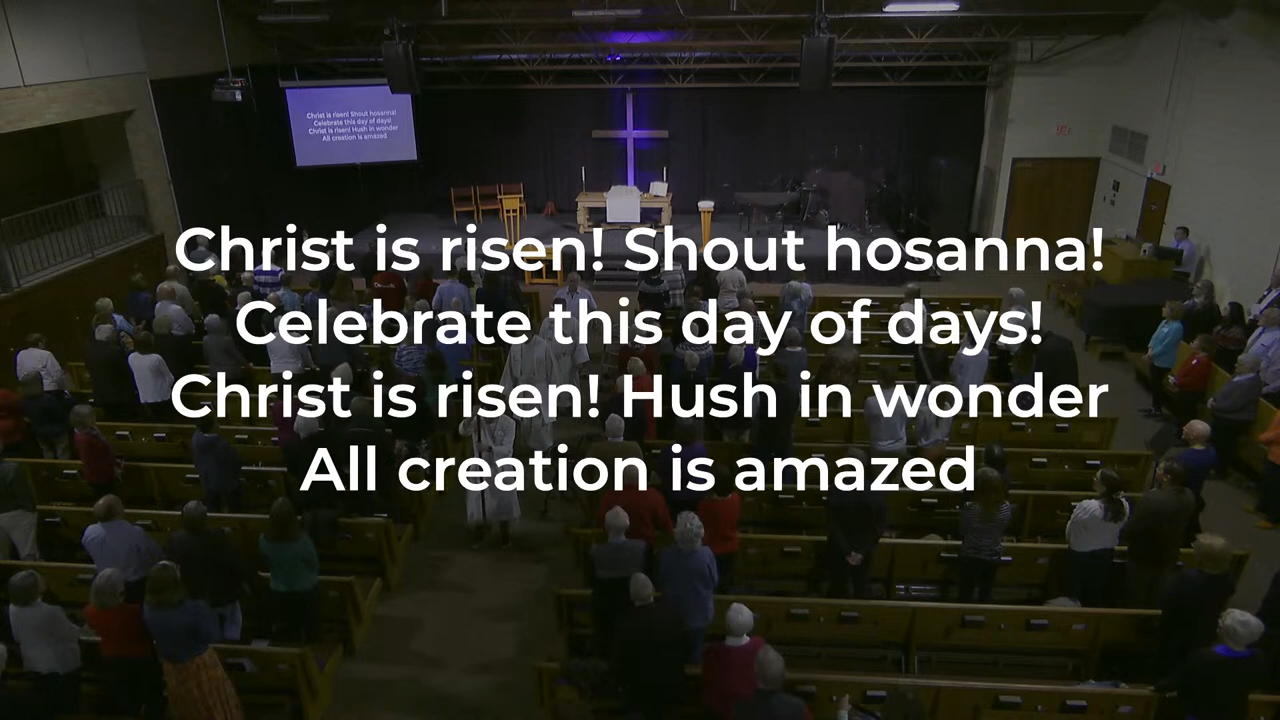 Christ is risen! Shout hosanna!
Celebrate this day of days!
Christ is risen! Hush in wonder
All creation is amazed
Christ is risen! Shout hosanna!
Celebrate this day of days!
Christ is risen! Hush in wonder
All creation is amazed